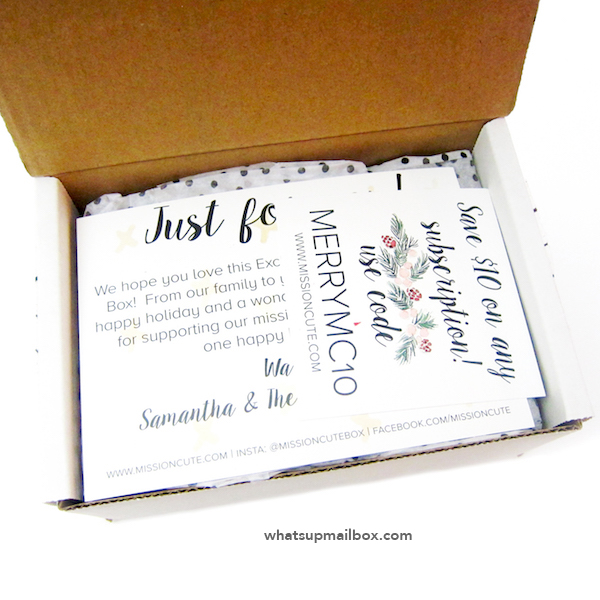 Just fo
We hope you love this Exc
Box! From our family to y
happy holiday and a won
for supporting our missi
one happy
Wa
Samantha & The
WWW.MISSIONCUTE.COM | INSTA: @MISSIONCUTEBOX | FACEBOOK.COM/MISSIONCUTE
Save $10 on any
subscription!
use code
MERRYMC10
WWW.MISSIONCUTE.COM
whatsupmailbox.com